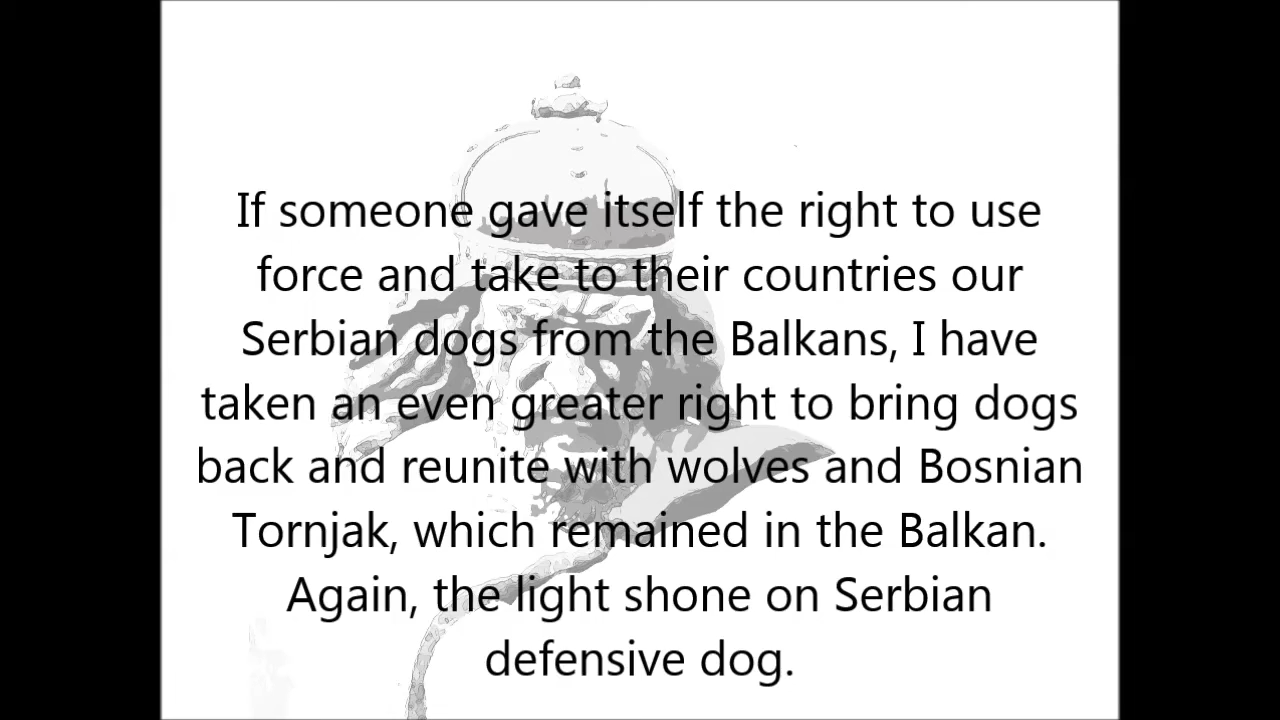 If someone gave itself the right to use
force and take to their countries our
Serbian dogs from the Balkans, I have
taken an even greater right to bring dogs
back and reunite with wolves and Bosnian
Tornjak, which remained in the Balkan.
Again, the light shone on Serbian
defensive dog.